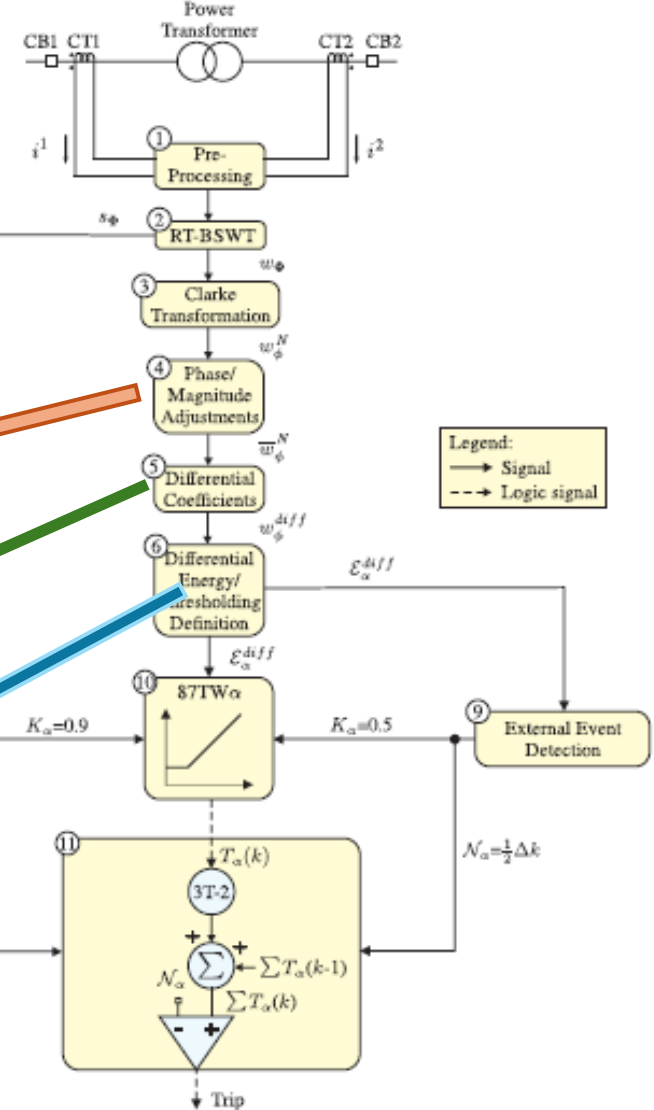 Power
Transformer
CB1 CT1
CT2 CB2
i¹
i²
1
Pre-
Processing
s_Φ
2
RT-BSWT
w_Φ
3
Clarke
Transformation
w_ϕ^N
4
Phase/
Magnitude
Adjustments
w̅_ϕ^N
Legend:
Signal
Logic signal
5
Differential
Coefficients
w_ϕ^diff
6
Differential
Energy/
Definition
ℰ_α^diff
ℰ_α^diff
10
87TWα
K_α=0.9
K_α=0.5
9
External Event
Detection
𝒩_α=½Δk
11
T_α(k)
3T-2
+
+
Σ
ΣT_α(k-1)
𝒩_α
ΣT_α(k)
- +
Trip